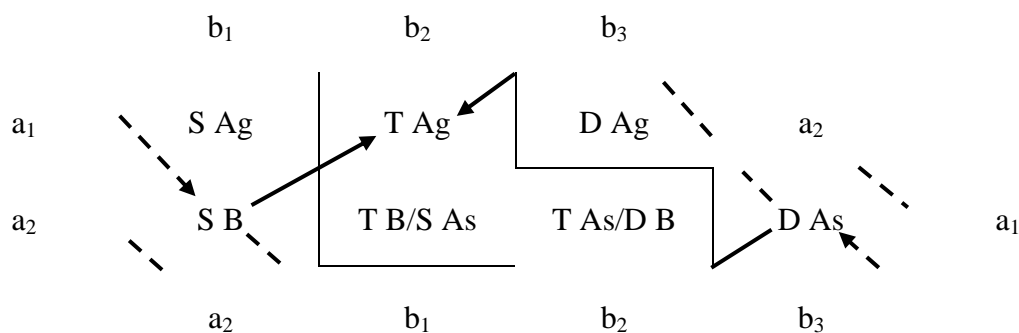 b₁ b₂ b₃
a₁ S Ag T Ag D Ag a₂
a₂ S B T B/S As T As/D B D As a₁
a₂ b₁ b₂ b₃